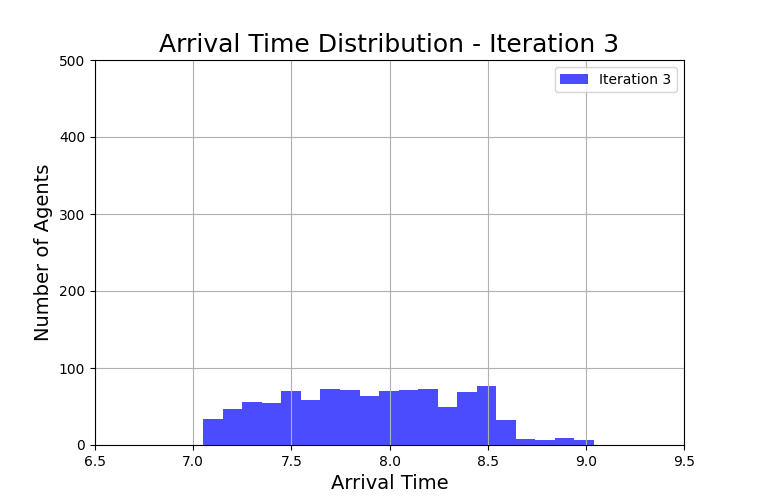 Arrival Time Distribution - Iteration 3
Iteration 3
Number of Agents
500
400
300
200
100
0
6.5 7.0 7.5 8.0 8.5 9.0 9.5
Arrival Time